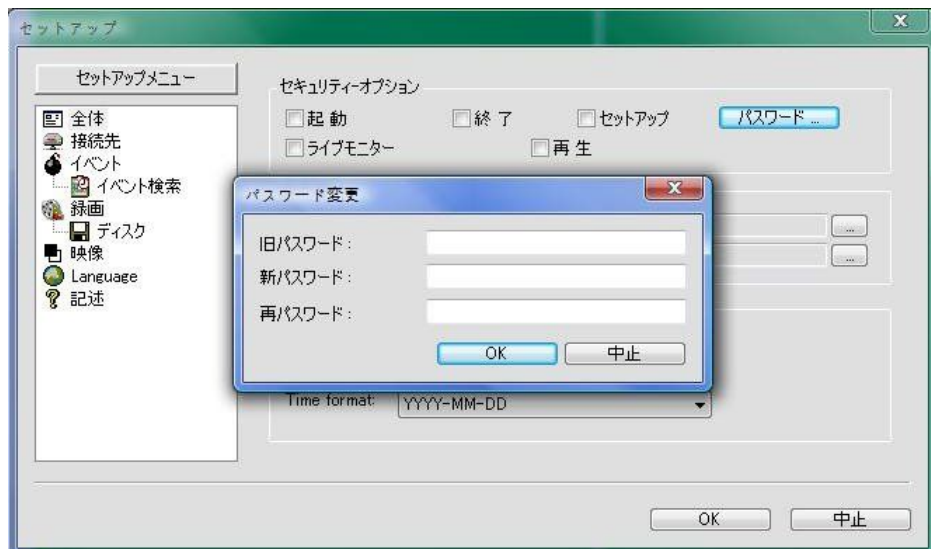 セットアップ
X
セットアップメニュー
全体
接続先
イベント
イベント検索
録画
ディスク
映像
Language
記述
セキュリティーオプション
起動
終了
セットアップ
パスワード ...
ライブモニター
再生
...
...
パスワード変更
X
旧パスワード :
新パスワード :
再パスワード :
OK
中止
Time format:
YYYY-MM-DD
OK
中止